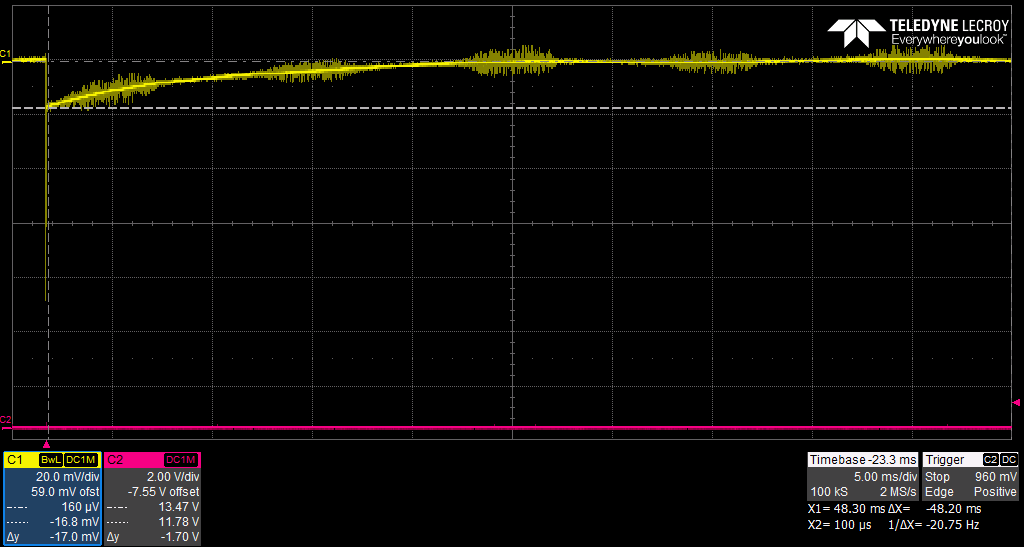 TELEDYNE LECROY
Everywhereyoulook™
C1
C2
C1 BwL DC1M
20.0 mV/div
59.0 mV ofst
160 µV
-16.8 mV
Δy -17.0 mV
C2 DC1M
2.00 V/div
-7.55 V offset
13.47 V
11.78 V
Δy -1.70 V
Timebase -23.3 ms
5.00 ms/div
100 kS 2 MS/s
Trigger C2 DC
Stop 960 mV
Edge Positive
X1= 48.30 ms ΔX= -48.20 ms
X2= 100 µs 1/ΔX= -20.75 Hz